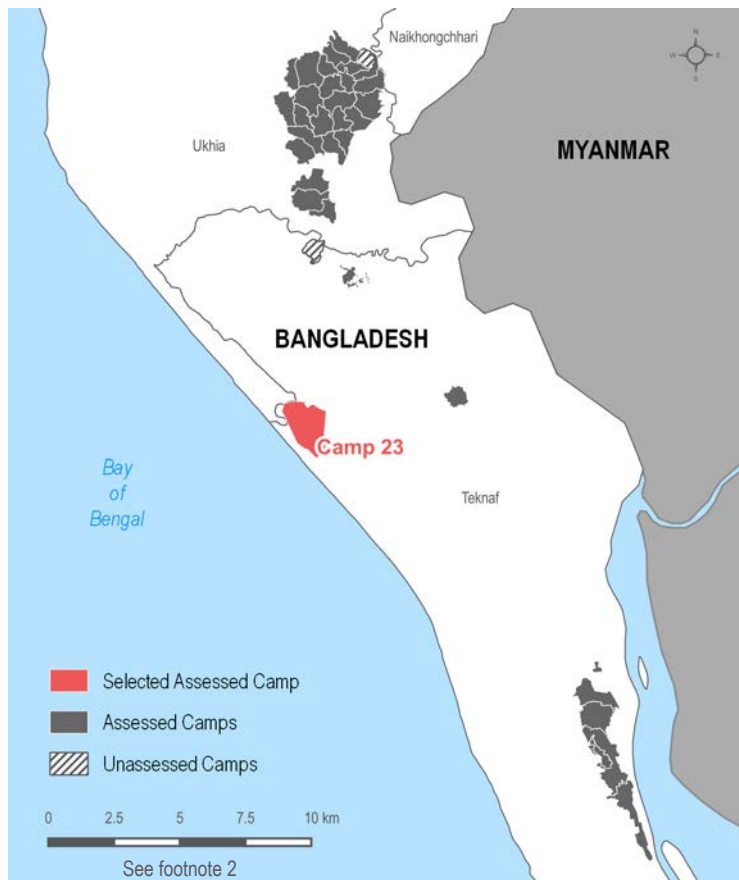 Naikhongchhari
N
W
E
S
Ukhia
MYANMAR
BANGLADESH
Camp 23
Bay
of
Bengal
Teknaf
Selected Assessed Camp
Assessed Camps
Unassessed Camps
0 2.5 5 7.5 10 km
See footnote 2